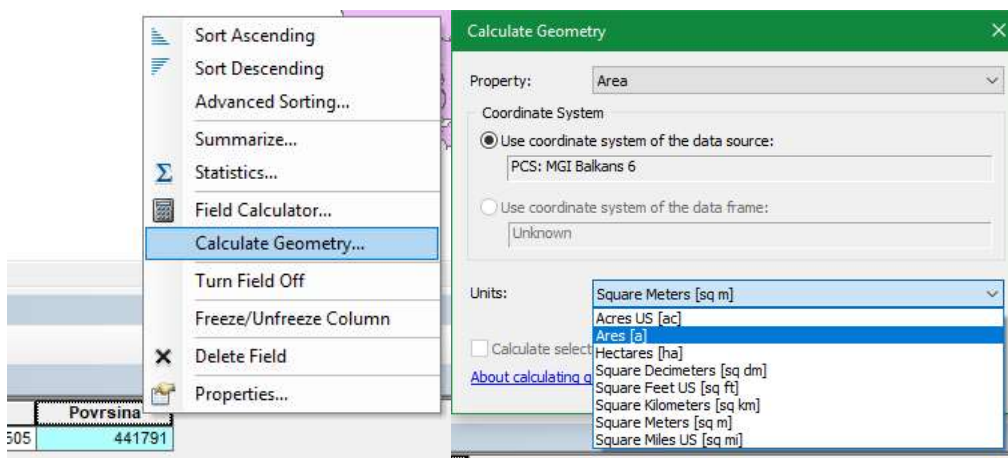 Sort Ascending
Sort Descending
Advanced Sorting...
Summarize...
Σ Statistics...
Field Calculator...
Calculate Geometry...
Turn Field Off
Freeze/Unfreeze Column
Delete Field
Properties...
Povrsina
505 441791
Calculate Geometry
Property: Area
Coordinate System
Use coordinate system of the data source:
PCS: MGI Balkans 6
Use coordinate system of the data frame:
Unknown
Units: Square Meters [sq m]
Acres US [ac]
Ares [a]
Calculate select
Hectares [ha]
Square Decimeters [sq dm]
About calculating g
Square Feet US [sq ft]
Square Kilometers [sq km]
Square Meters [sq m]
Square Miles US [sq mi]